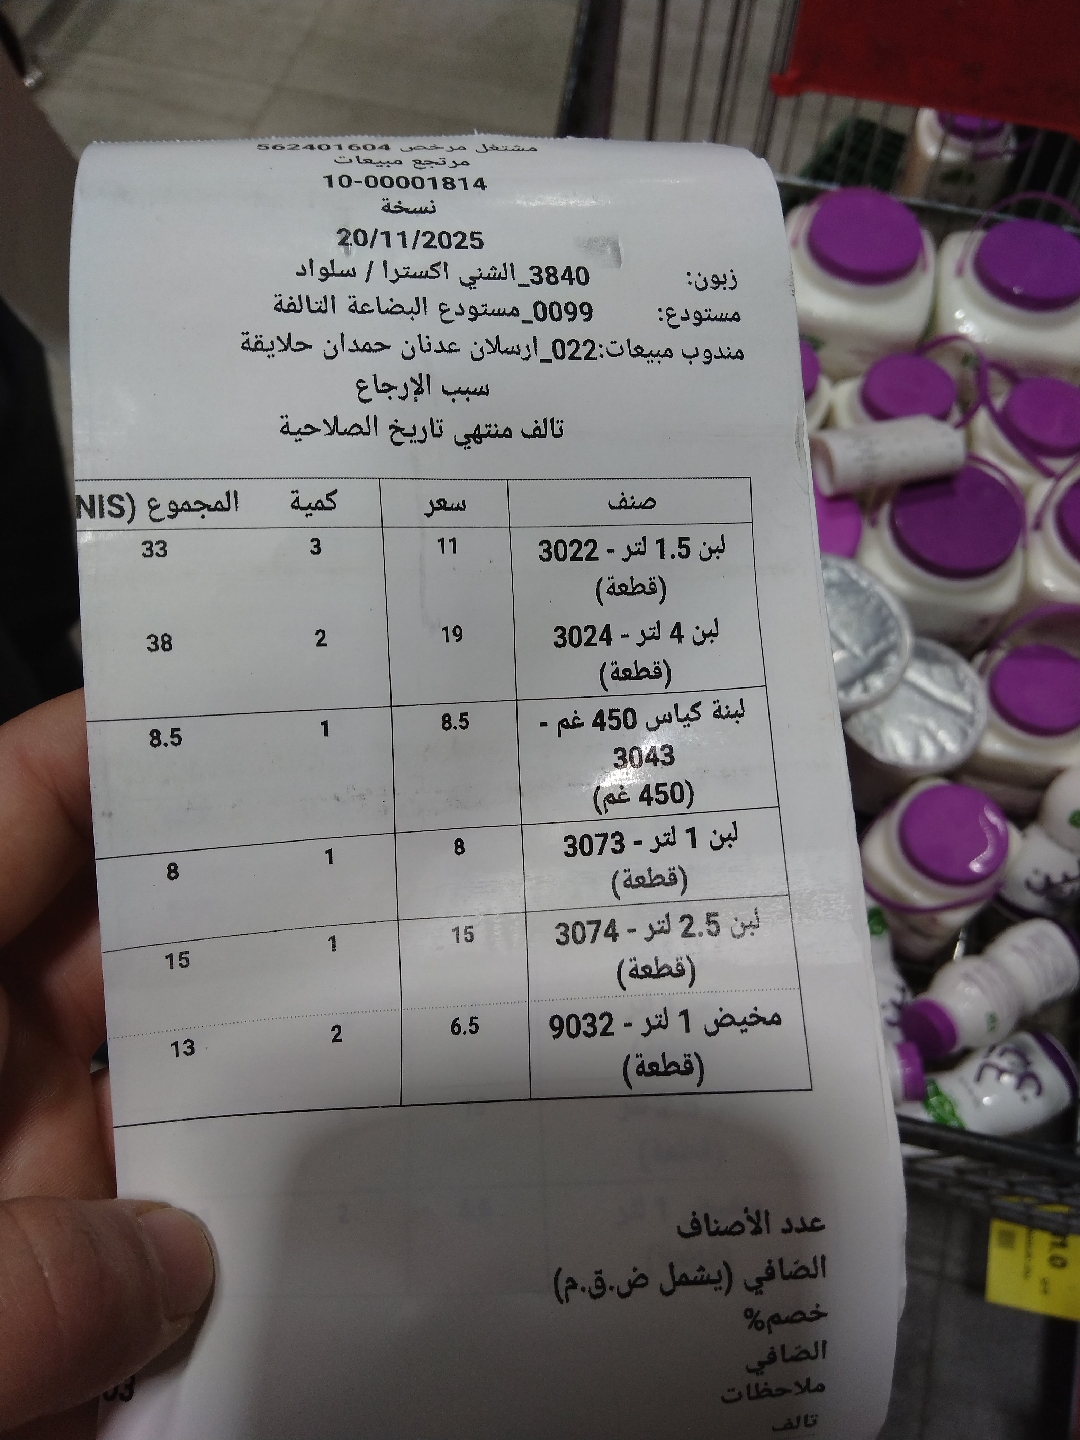 مشتغل مرخص 562401604
مرتجع مبيعات
10-00001814
نسخة
20/11/2025
زبون: 3840_الشني اكسترا / سلواد
مستودع: 0099_مستودع البضاعة التالفة
مندوب مبيعات:022_ارسلان عدنان حمدان حلايقة
سبب الإرجاع
تالف منتهي تاريخ الصلاحية
صنف سعر كمية المجموع (NIS
لبن 1.5 لتر - 3022 11 3 33
(قطعة)
لبن 4 لتر - 3024 19 2 38
(قطعة)
لبنة كياس 450 غم - 8.5 1 8.5
3043
(450 غم)
لبن 1 لتر - 3073 8 1 8
(قطعة)
لبن 2.5 لتر - 3074 15 1 15
(قطعة)
مخيض 1 لتر - 9032 6.5 2 13
(قطعة)
عدد الأصناف
الصافي (يشمل ض.ق.م)
خصم%
الصافي
ملاحظات
تالف